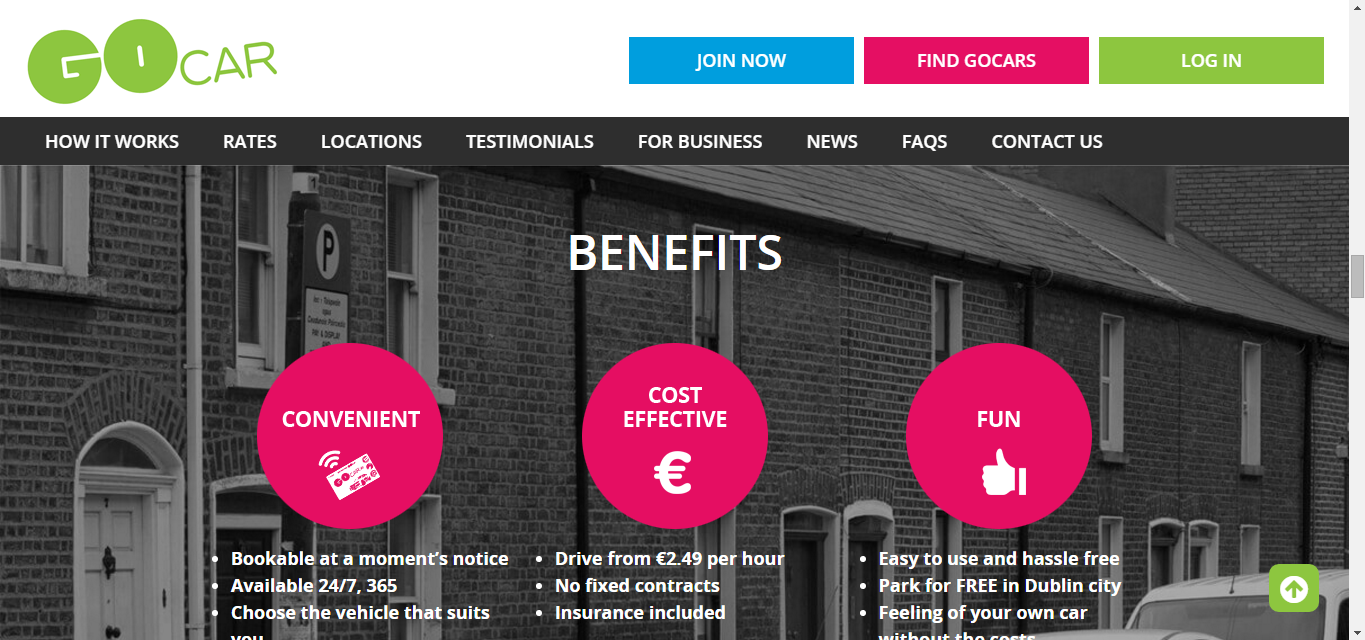 GOCAR
JOIN NOW
FIND GOCARS
LOG IN
HOW IT WORKS
RATES
LOCATIONS
TESTIMONIALS
FOR BUSINESS
NEWS
FAQS
CONTACT US
P
BENEFITS
CONVENIENT
COST
EFFECTIVE
€
FUN
• Bookable at a moment’s notice
• Available 24/7, 365
• Choose the vehicle that suits
you
• Drive from €2.49 per hour
• No fixed contracts
• Insurance included
• Easy to use and hassle free
• Park for FREE in Dublin city
• Feeling of your own car
without the costs